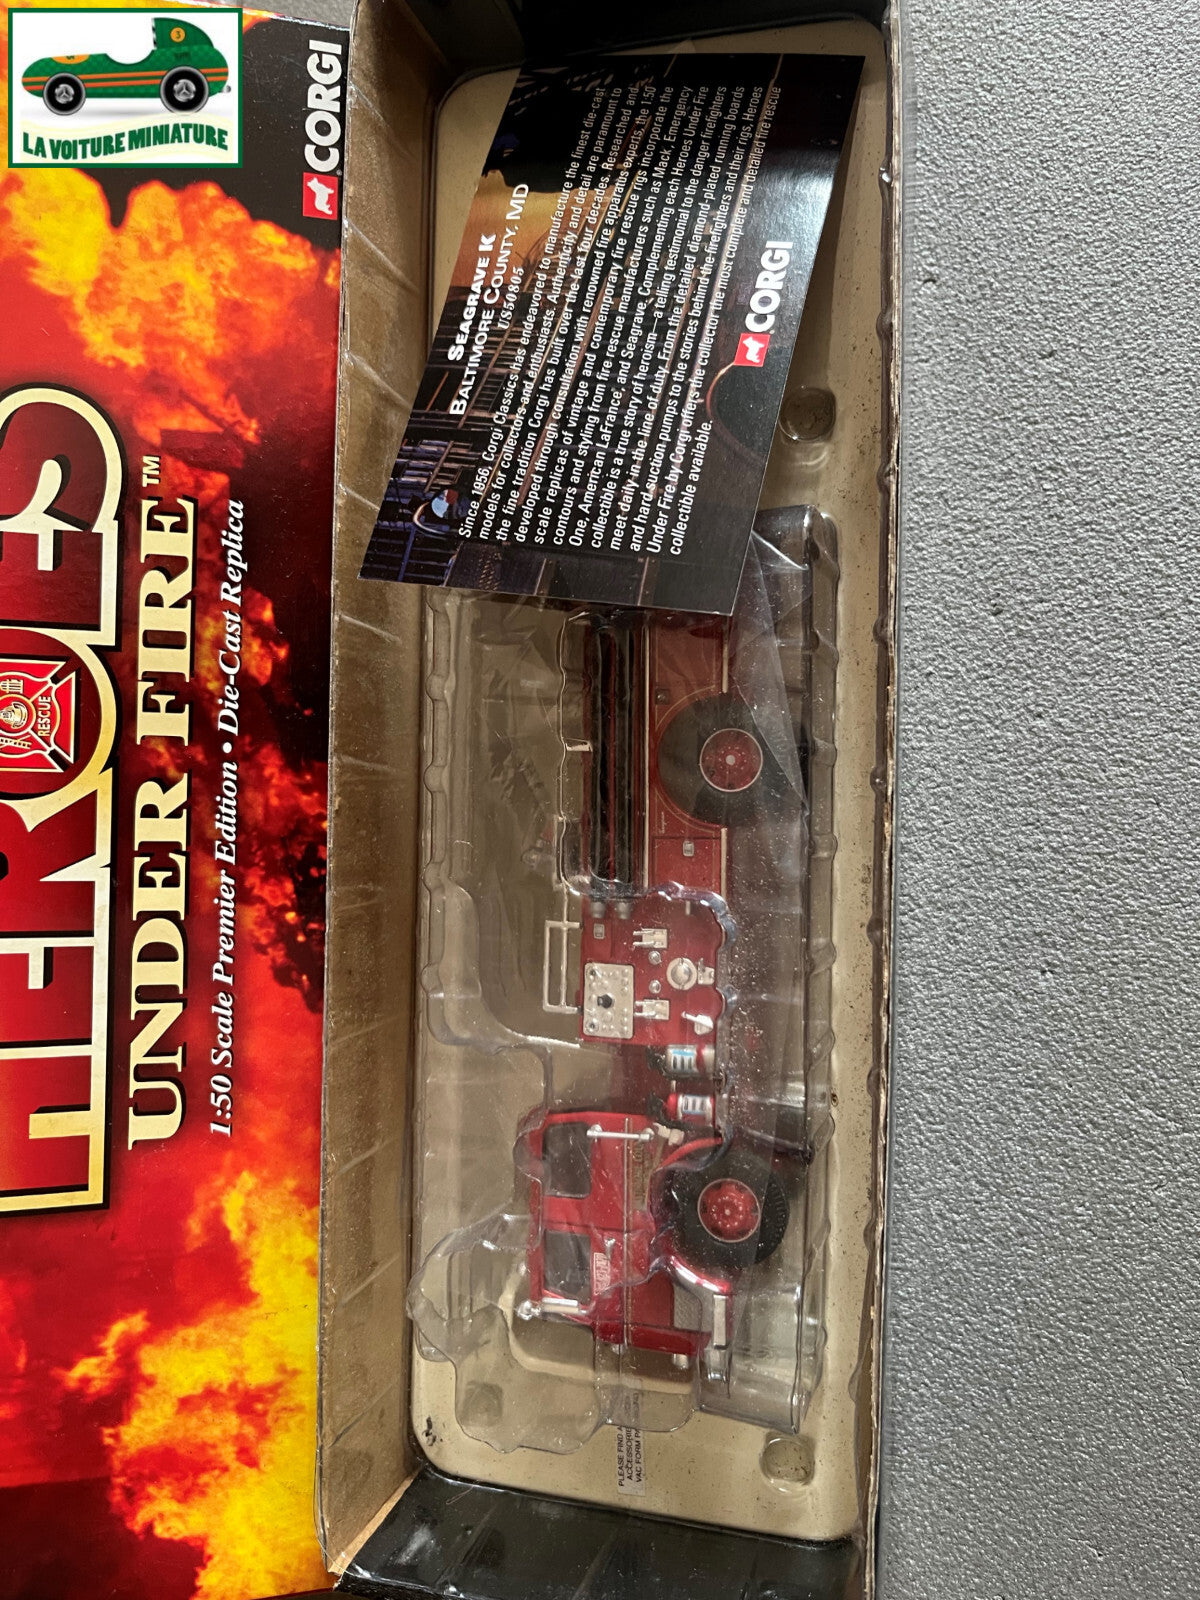 3
LA VOITURE MINIATURE
CORGI
HEROES
RESCUE
UNDER FIRE™
1:50 Scale Premier Edition • Die-Cast Replica
SEAGRAVE K
BALTIMORE COUNTY, MD
US50805
Since 1956, Corgi Classics has endeavored to manufacture the finest die-cast
models for collectors and enthusiasts. Authenticity and detail are paramount to
the fine tradition Corgi has built over the last four decades. Researched and
developed through consultation with renowned fire apparatus experts, the 1:50
scale replicas of vintage and contemporary fire rescue rigs incorporate the
contours and styling from fire rescue manufacturers such as Mack, Emergency
One, American LaFrance, and Seagrave. Complementing each Heroes Under Fire
collectible is a true story of heroism—a telling testimonial to the danger firefighters
meet daily in the line of duty. From the detailed diamond-plated running boards
and hard suction pumps to the stories behind the firefighters and their rigs, Heroes
Under Fire by Corgi offers the collector the most complete and detailed fire rescue
collectible available.
CORGI
PLEASE FIND A
ACCESSORIE
VAC FORM PA